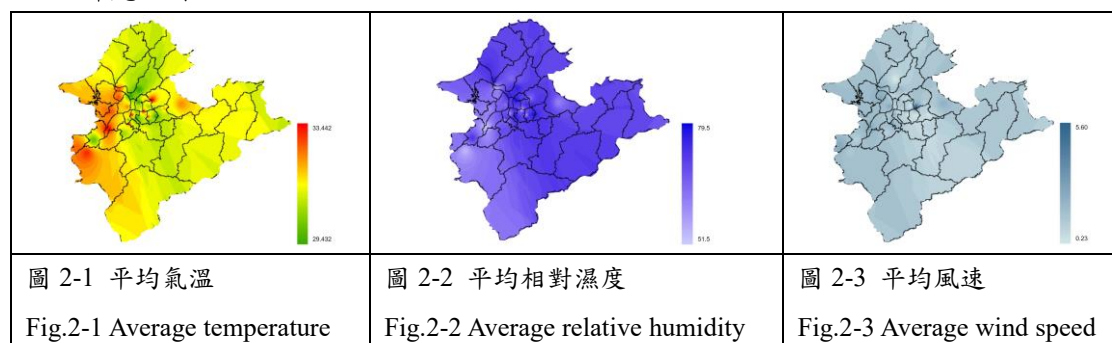 33.442
29.432
79.5
51.5
5.60
0.23
圖 2-1 平均氣溫
Fig.2-1 Average temperature
圖 2-2 平均相對濕度
Fig.2-2 Average relative humidity
圖 2-3 平均風速
Fig.2-3 Average wind speed